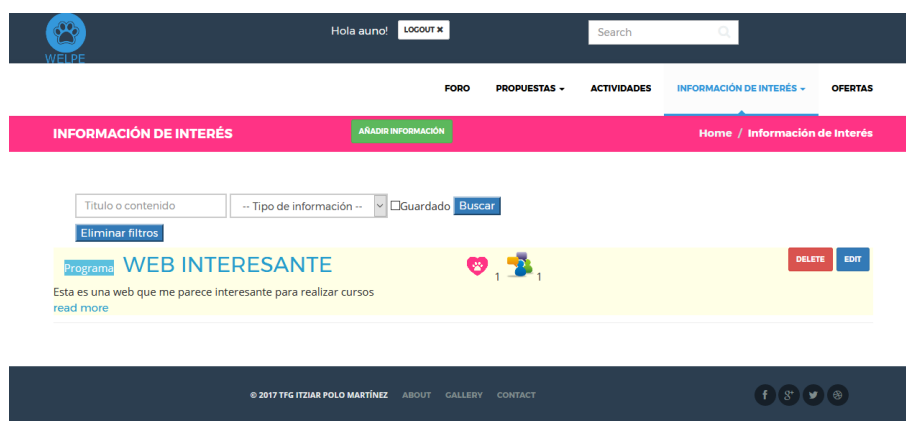 WELPE
Hola auno! LOGOUT ✖ Search
FORO PROPUESTAS ACTIVIDADES INFORMACIÓN DE INTERÉS OFERTAS
INFORMACIÓN DE INTERÉS AÑADIR INFORMACIÓN Home / Información de Interés
Titulo o contenido -- Tipo de información -- Guardado Buscar
Eliminar filtros
Programa WEB INTERESANTE 1 1 DELETE EDIT
Esta es una web que me parece interesante para realizar cursos
read more
© 2017 TFG ITZIAR POLO MARTÍNEZ ABOUT GALLERY CONTACT